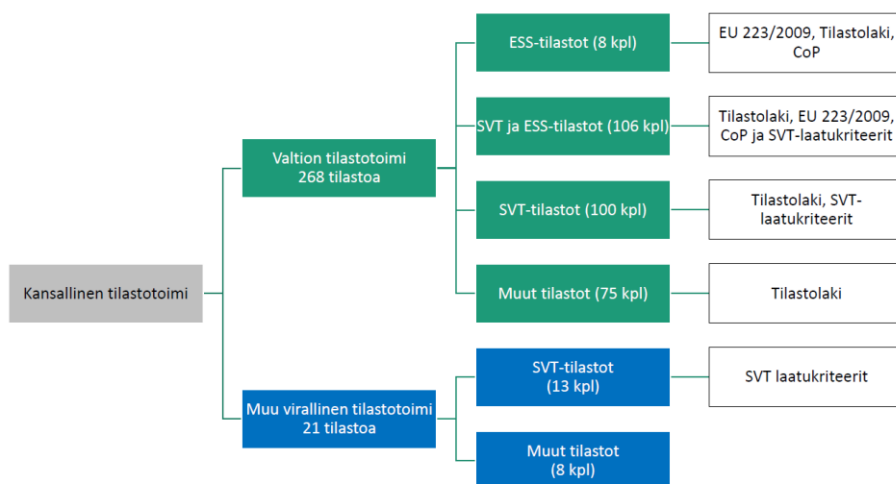 Kansallinen tilastotoimi
Valtion tilastotoimi
268 tilastoa
ESS-tilastot (8 kpl)
EU 223/2009, Tilastolaki,
CoP
SVT ja ESS-tilastot (106 kpl)
Tilastolaki, EU 223/2009,
CoP ja SVT-laatukriteerit
SVT-tilastot (100 kpl)
Tilastolaki, SVT-
laatukriteerit
Muut tilastot (75 kpl)
Tilastolaki
Muu virallinen tilastotoimi
21 tilastoa
SVT-tilastot
(13 kpl)
SVT laatukriteerit
Muut tilastot
(8 kpl)